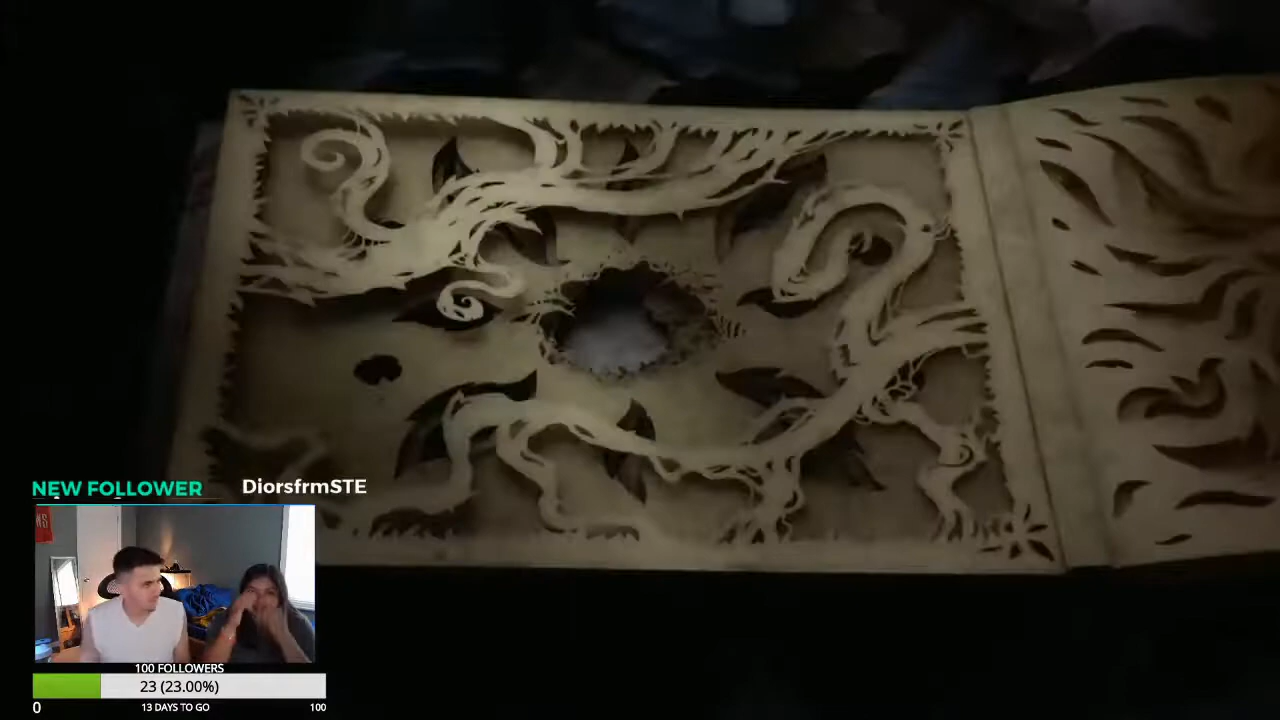 NEW FOLLOWER
DiorsfrmSTE
100 FOLLOWERS
23 (23.00%)
0
13 DAYS TO GO
100